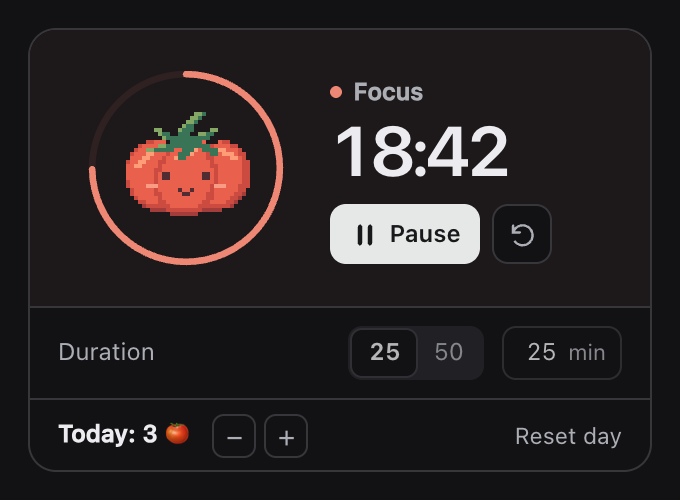 Focus
18:42
Pause
Duration 25 50 25 min
Today: 3 🍅 − + Reset day